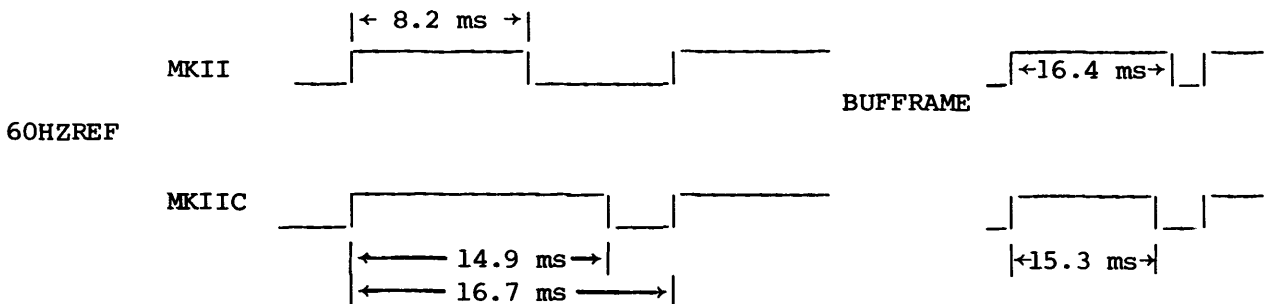 8.2 ms
MKII
16.4 ms
BUFFRAME
60HZREF
MKIIC
14.9 ms
15.3 ms
16.7 ms